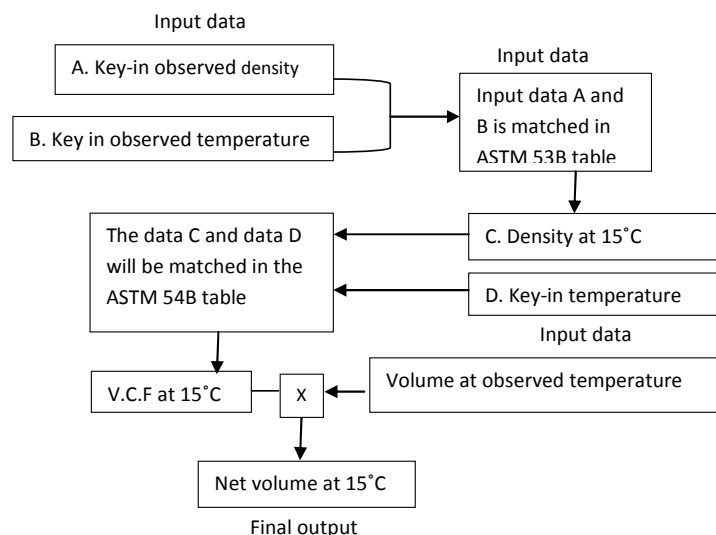 Input data
A. Key-in observed density
B. Key in observed temperature
Input data
Input data A and
B is matched in
ASTM 53B table
C. Density at 15˚C
The data C and data D
will be matched in the
ASTM 54B table
D. Key-in temperature
Input data
V.C.F at 15˚C
X
Volume at observed temperature
Net volume at 15˚C
Final output